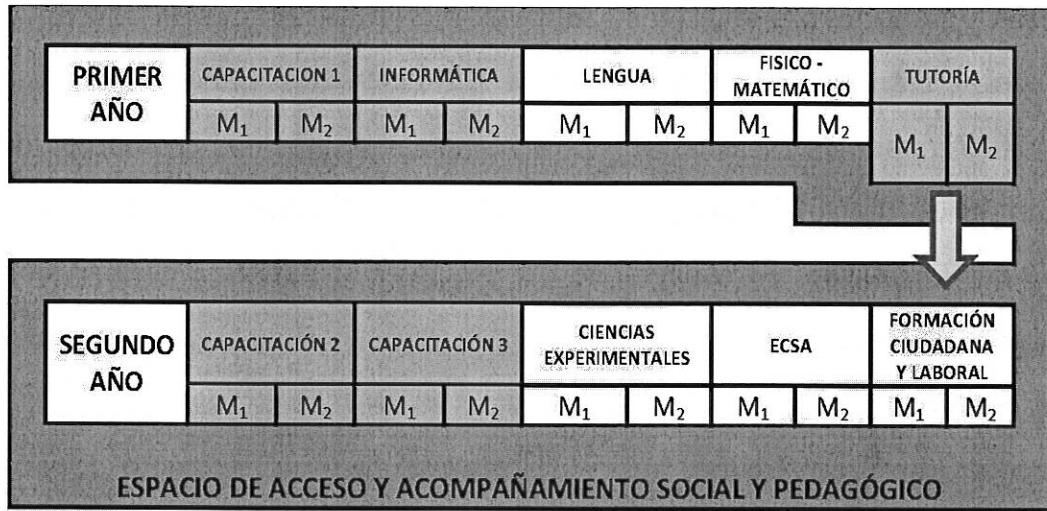 PRIMER
AÑO
CAPACITACION 1
INFORMÁTICA
LENGUA
FISICO -
MATEMÁTICO
TUTORÍA
M₁ M₂ M₁ M₂ M₁ M₂ M₁ M₂ M₁ M₂
SEGUNDO
AÑO
CAPACITACIÓN 2
CAPACITACIÓN 3
CIENCIAS
EXPERIMENTALES
ECSA
FORMACIÓN
CIUDADANA
Y LABORAL
M₁ M₂ M₁ M₂ M₁ M₂ M₁ M₂ M₁ M₂
ESPACIO DE ACCESO Y ACOMPAÑAMIENTO SOCIAL Y PEDAGÓGICO